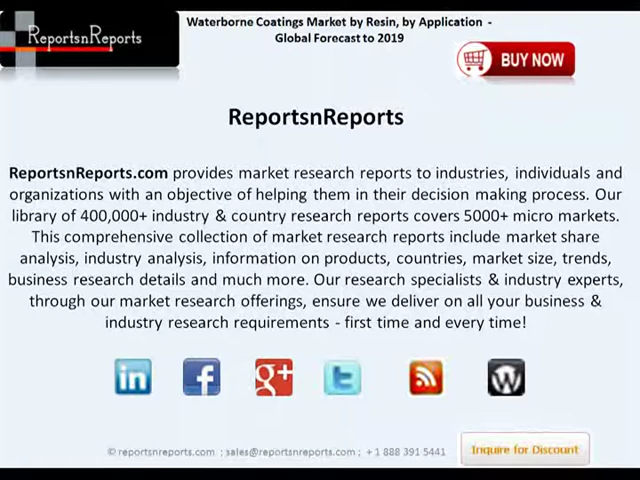 ReportsnReports
Waterborne Coatings Market by Resin, by Application -
Global Forecast to 2019
BUY NOW
ReportsnReports
ReportsnReports.com provides market research reports to industries, individuals and
organizations with an objective of helping them in their decision making process. Our
library of 400,000+ industry & country research reports covers 5000+ micro markets.
This comprehensive collection of market research reports include market share
analysis, industry analysis, information on products, countries, market size, trends,
business research details and much more. Our research specialists & industry experts,
through our market research offerings, ensure we deliver on all your business &
industry research requirements - first time and every time!
in f g+ t W
© reportsnreports.com ; sales@reportsnreports.com ; + 1 888 391 5441
Inquire for Discount